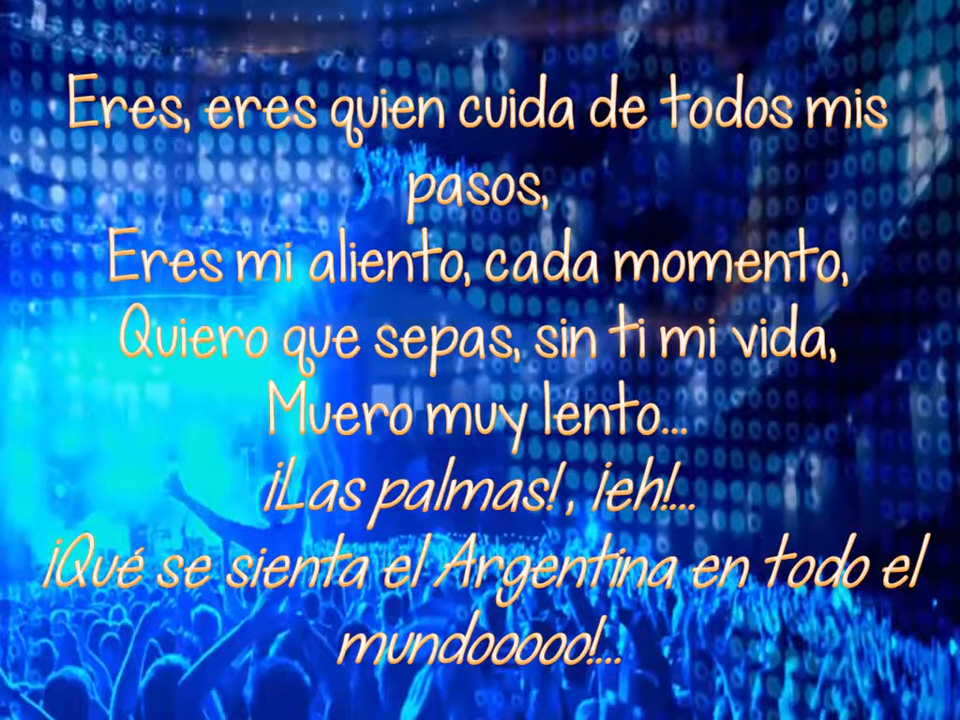 Eres, eres quien cuida de todos mis
pasos,
Eres mi aliento, cada momento,
Quiero que sepas, sin ti mi vida,
Muero muy lento...
¡Las palmas! , ¡eh!...
¡Qué se sienta el Argentina en todo el
mundooooo!...